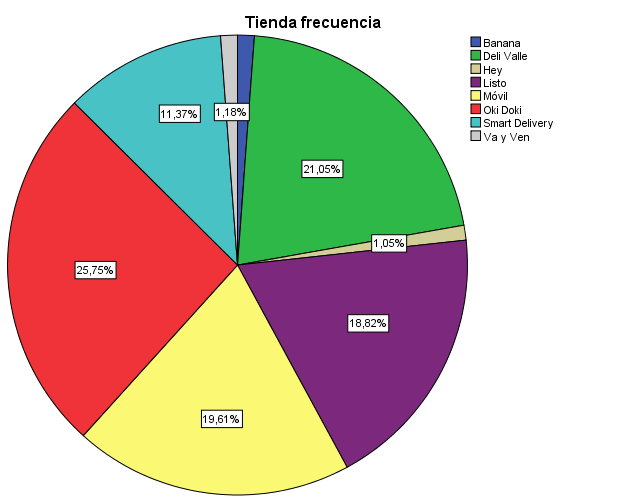 Tienda frecuencia
Banana
Deli Valle
Hey
Listo
Móvil
Oki Doki
Smart Delivery
Va y Ven
11,37%
1,18%
21,05%
1,05%
25,75%
18,82%
19,61%